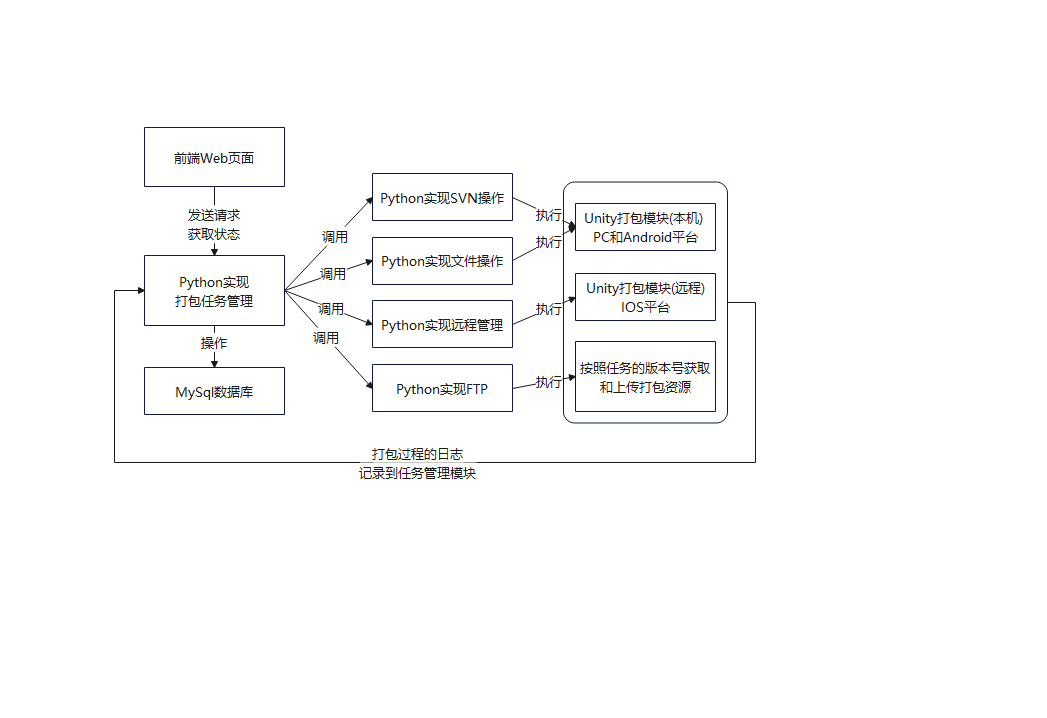 前端Web页面
发送请求
获取状态
Python实现
打包任务管理
操作
MySql数据库
调用
调用
调用
调用
Python实现SVN操作
Python实现文件操作
Python实现远程管理
Python实现FTP
执行
执行
执行
执行
Unity打包模块(本机)
PC和Android平台
Unity打包模块(远程)
IOS平台
按照任务的版本号获取
和上传打包资源
打包过程的日志
记录到任务管理模块